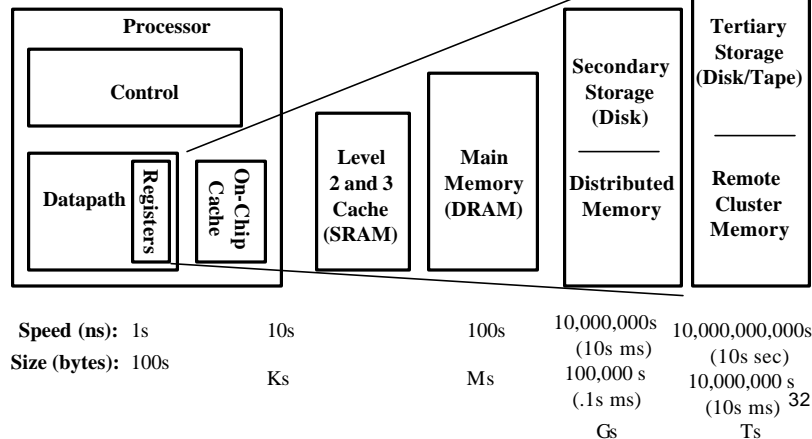 Processor
Control
Datapath
Registers
On-Chip
Cache
Level
2 and 3
Cache
(SRAM)
Main
Memory
(DRAM)
Secondary
Storage
(Disk)
Distributed
Memory
Tertiary
Storage
(Disk/Tape)
Remote
Cluster
Memory
Speed (ns): 1s 10s 100s 10,000,000s 10,000,000,000s
(10s ms) (10s sec)
Size (bytes): 100s Ks Ms 100,000 s 10,000,000 s
(.1s ms) (10s ms)
Gs Ts
32